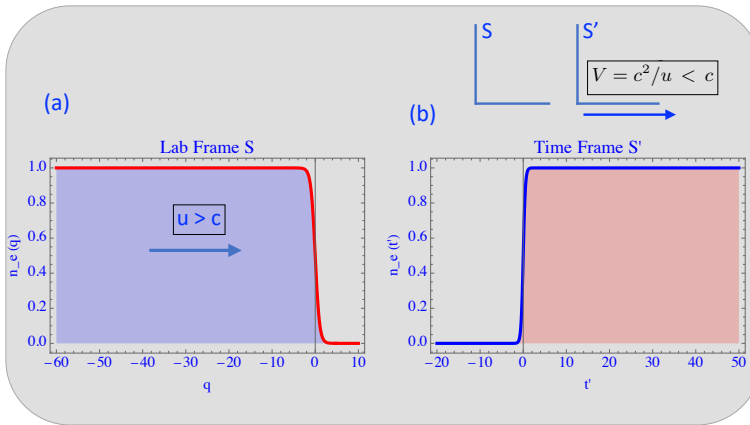 S
S’
V = c²/u < c
(a)
(b)
Lab Frame S
Time Frame S'
n_e (q)
1.0
0.8
0.6
0.4
0.2
0.0
u > c
−60 −50 −40 −30 −20 −10 0 10
q
n_e (t')
1.0
0.8
0.6
0.4
0.2
0.0
−20 −10 0 10 20 30 40 50
t'